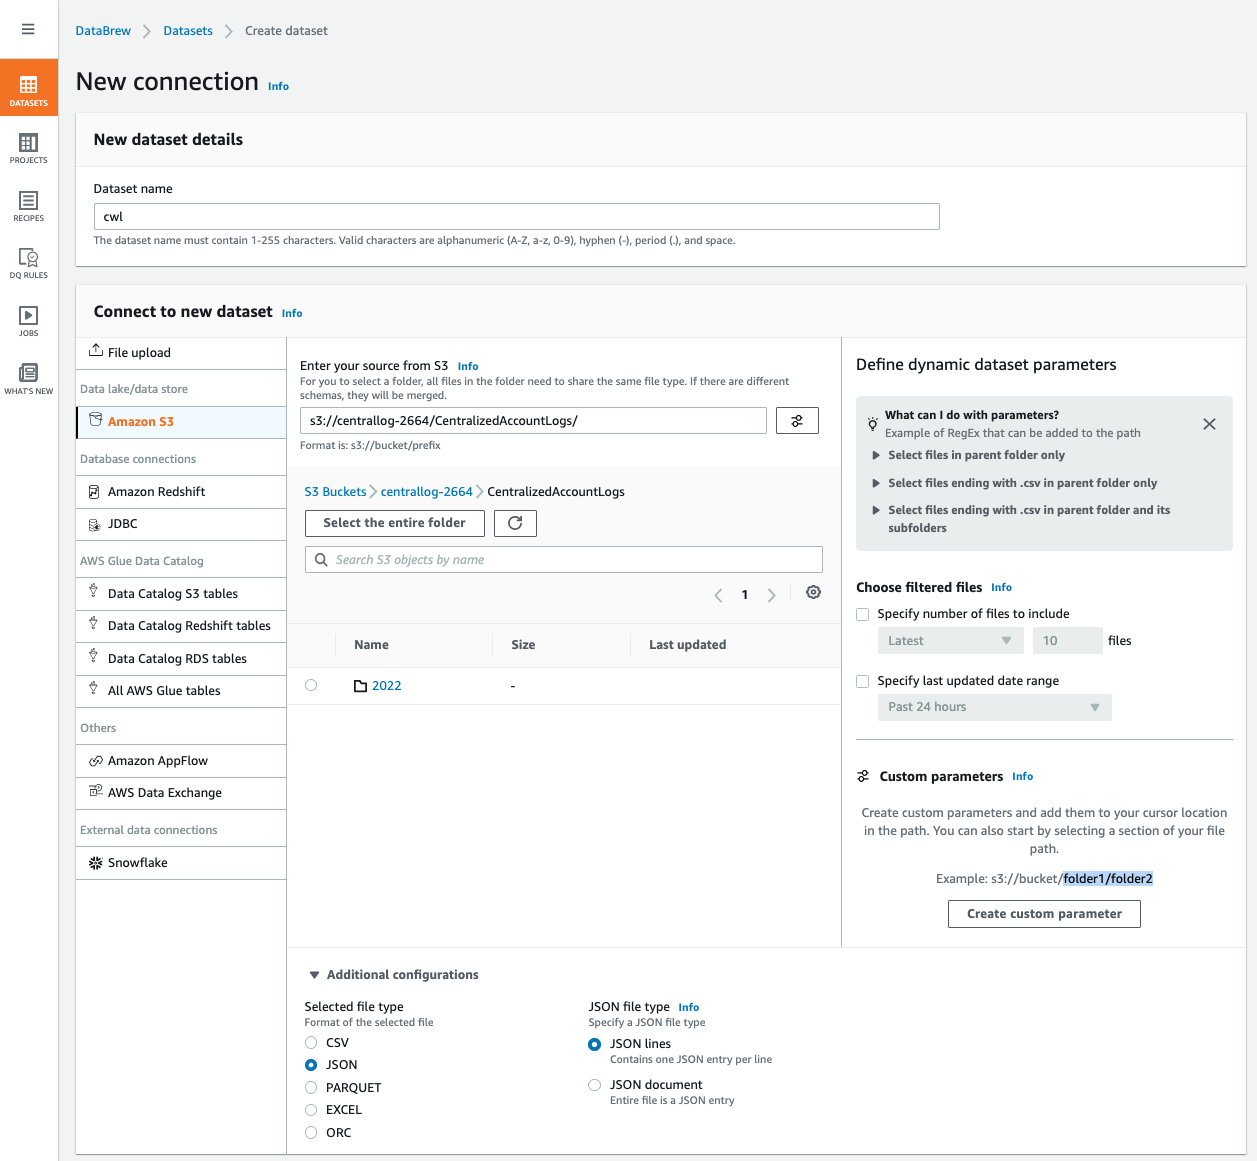 DataBrew
Datasets
Create dataset
New connection Info
DATASETS
PROJECTS
RECIPES
DQ RULES
JOBS
WHAT'S NEW
New dataset details
Dataset name
cwl
The dataset name must contain 1-255 characters. Valid characters are alphanumeric (A-Z, a-z, 0-9), hyphen (-), period (.), and space.
Connect to new dataset Info
File upload
Data lake/data store
Amazon S3
Database connections
Amazon Redshift
JDBC
AWS Glue Data Catalog
Data Catalog S3 tables
Data Catalog Redshift tables
Data Catalog RDS tables
All AWS Glue tables
Others
Amazon AppFlow
AWS Data Exchange
External data connections
Snowflake
Enter your source from S3 Info
For you to select a folder, all files in the folder need to share the same file type. If there are different
schemas, they will be merged.
s3://centrallog-2664/CentralizedAccountLogs/
Format is: s3://bucket/prefix
S3 Buckets centrallog-2664 CentralizedAccountLogs
Select the entire folder
Search S3 objects by name
1
Name Size Last updated
2022 -
Define dynamic dataset parameters
What can I do with parameters?
Example of RegEx that can be added to the path
Select files in parent folder only
Select files ending with .csv in parent folder only
Select files ending with .csv in parent folder and its
subfolders
Choose filtered files Info
Specify number of files to include
Latest 10 files
Specify last updated date range
Past 24 hours
Custom parameters Info
Create custom parameters and add them to your cursor location
in the path. You can also start by selecting a section of your file
path.
Example: s3://bucket/folder1/folder2
Create custom parameter
Additional configurations
Selected file type
Format of the selected file
CSV
JSON
PARQUET
EXCEL
ORC
JSON file type Info
Specify a JSON file type
JSON lines
Contains one JSON entry per line
JSON document
Entire file is a JSON entry